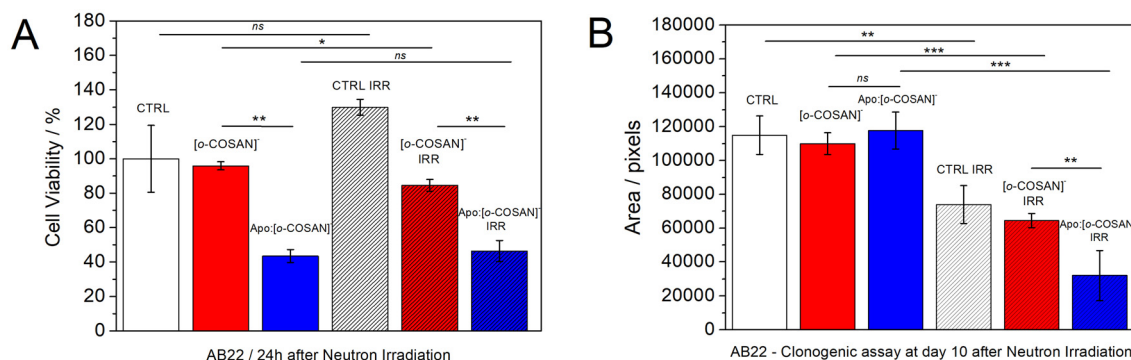 A
Cell Viability / %
180
160
140
120
100
80
60
40
20
0
ns
*
ns
**
**
CTRL
[o-COSAN]⁻
Apo:[o-COSAN]
CTRL IRR
[o-COSAN]⁻
IRR
Apo:[o-COSAN]⁻
IRR
AB22 / 24h after Neutron Irradiation
B
Area / pixels
180000
160000
140000
120000
100000
80000
60000
40000
20000
0
**
***
ns
***
**
CTRL
[o-COSAN]⁻
Apo:[o-COSAN]⁻
CTRL IRR
[o-COSAN]⁻
IRR
Apo:[o-COSAN]
IRR
AB22 - Clonogenic assay at day 10 after Neutron Irradiation